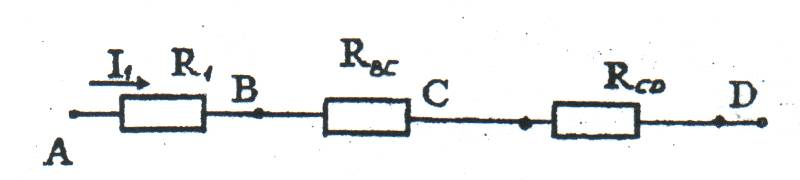 I₁ R₁ B R_BC C R_CD D
A